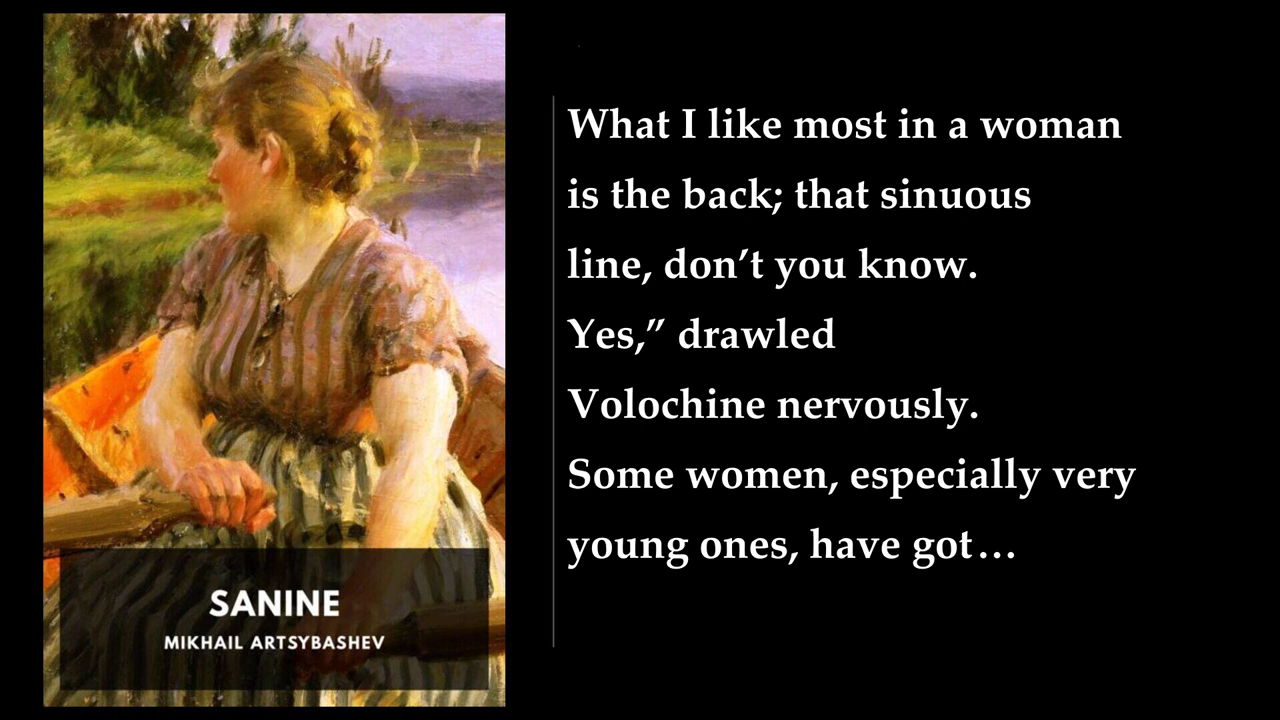 SANINE
MIKHAIL ARTSYBASHEV
What I like most in a woman
is the back; that sinuous
line, don’t you know.
Yes,” drawled
Volochine nervously.
Some women, especially very
young ones, have got…